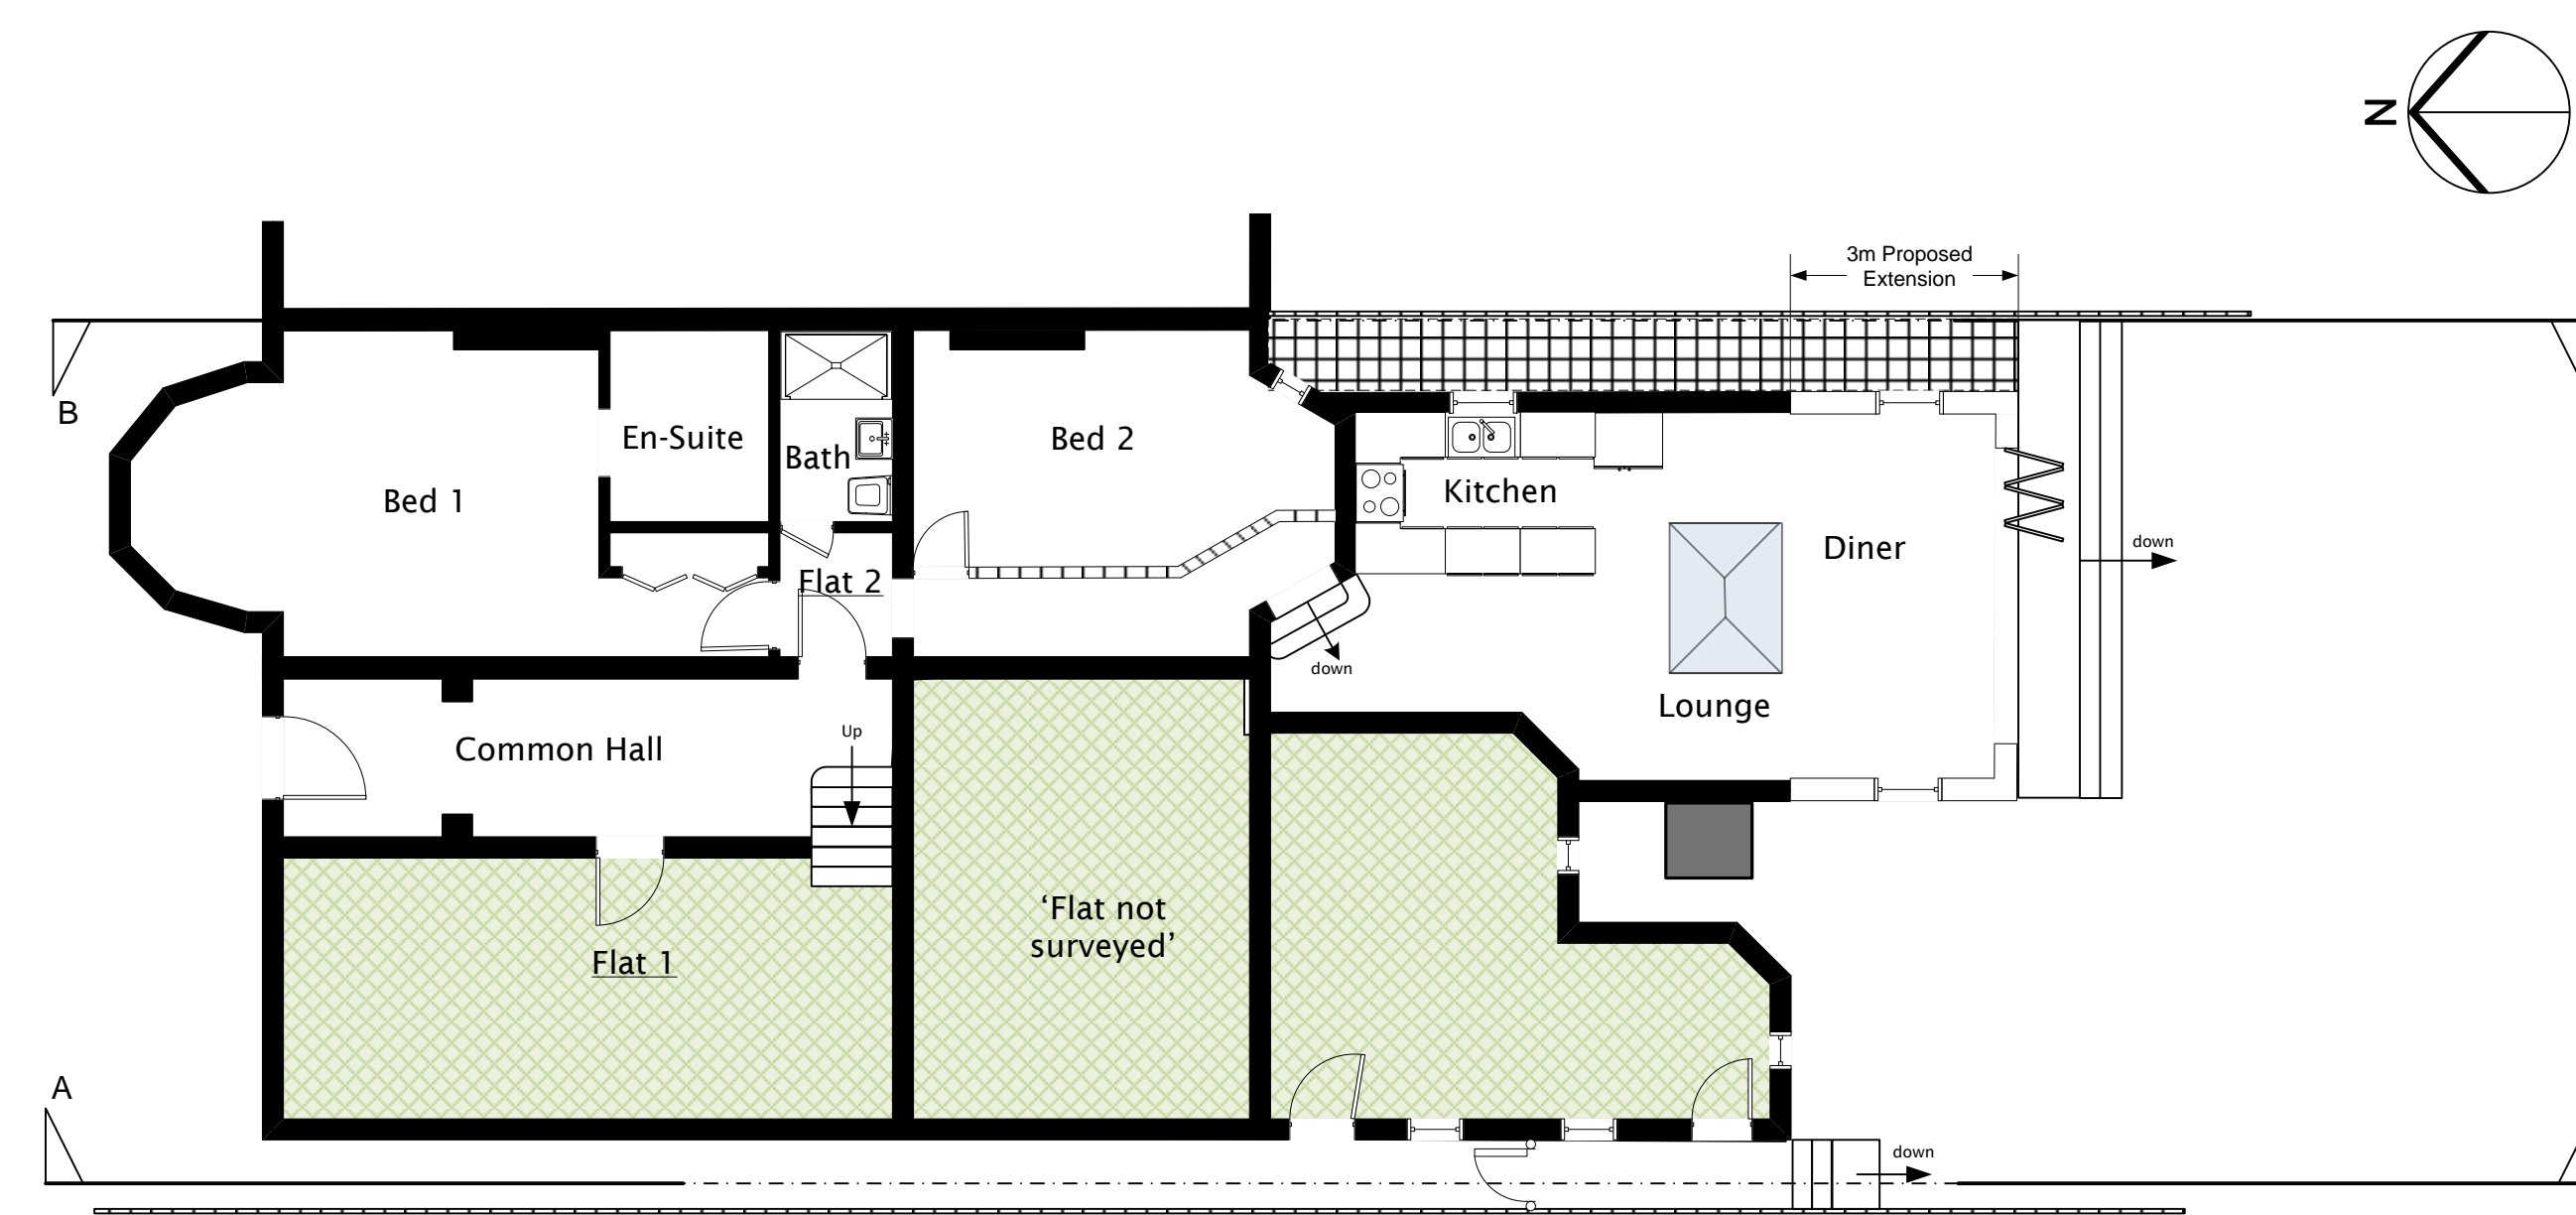 N
3m Proposed
Extension
B
En-Suite
Bath
Bed 2
Bed 1
Kitchen
Diner
down
Flat 2
down
Lounge
Up
Common Hall
'Flat not
surveyed'
Flat 1
A
down